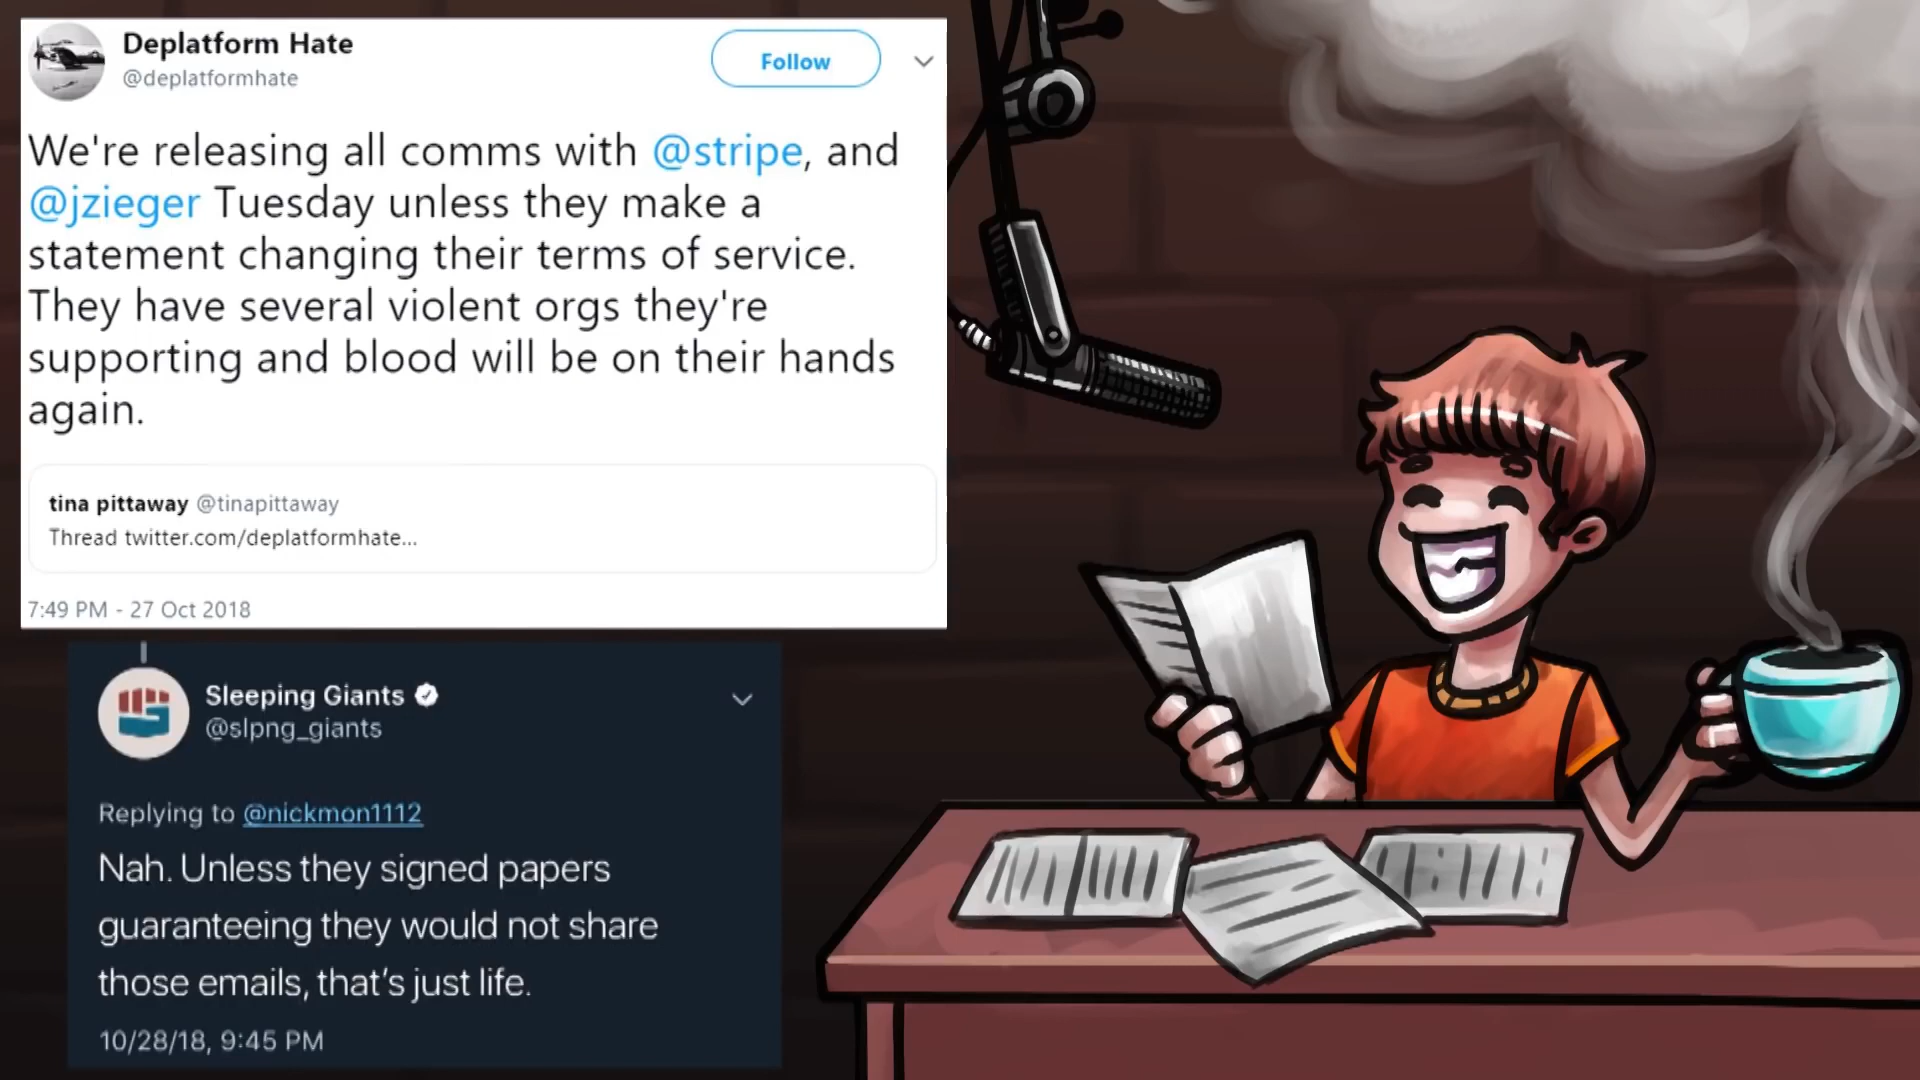 Deplatform Hate
@deplatformhate
Follow
We're releasing all comms with @stripe, and
@jzieger Tuesday unless they make a
statement changing their terms of service.
They have several violent orgs they're
supporting and blood will be on their hands
again.
tina pittaway @tinapittaway
Thread twitter.com/deplatformhate...
7:49 PM - 27 Oct 2018
Sleeping Giants
@slpng_giants
Replying to @nickmon1112
Nah. Unless they signed papers
guaranteeing they would not share
those emails, that's just life.
10/28/18, 9:45 PM